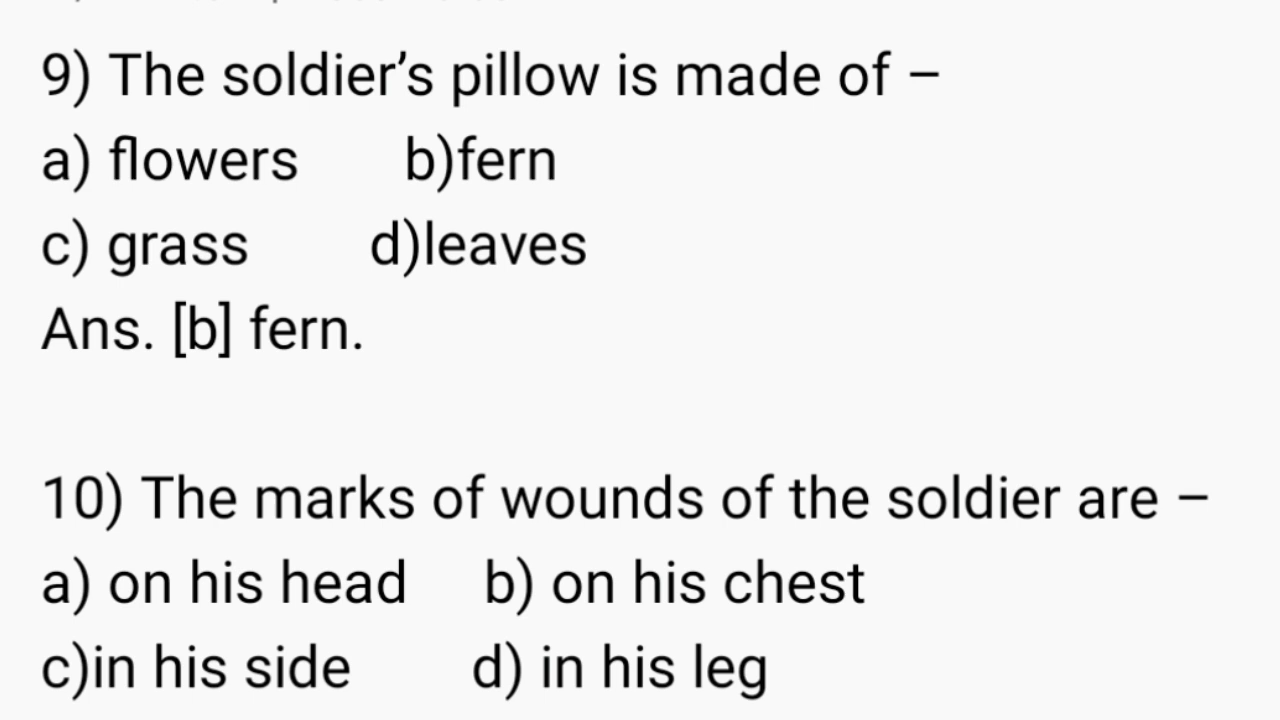 9) The soldier’s pillow is made of –
a) flowers b)fern
c) grass d)leaves
Ans. [b] fern.
10) The marks of wounds of the soldier are –
a) on his head b) on his chest
c)in his side d) in his leg